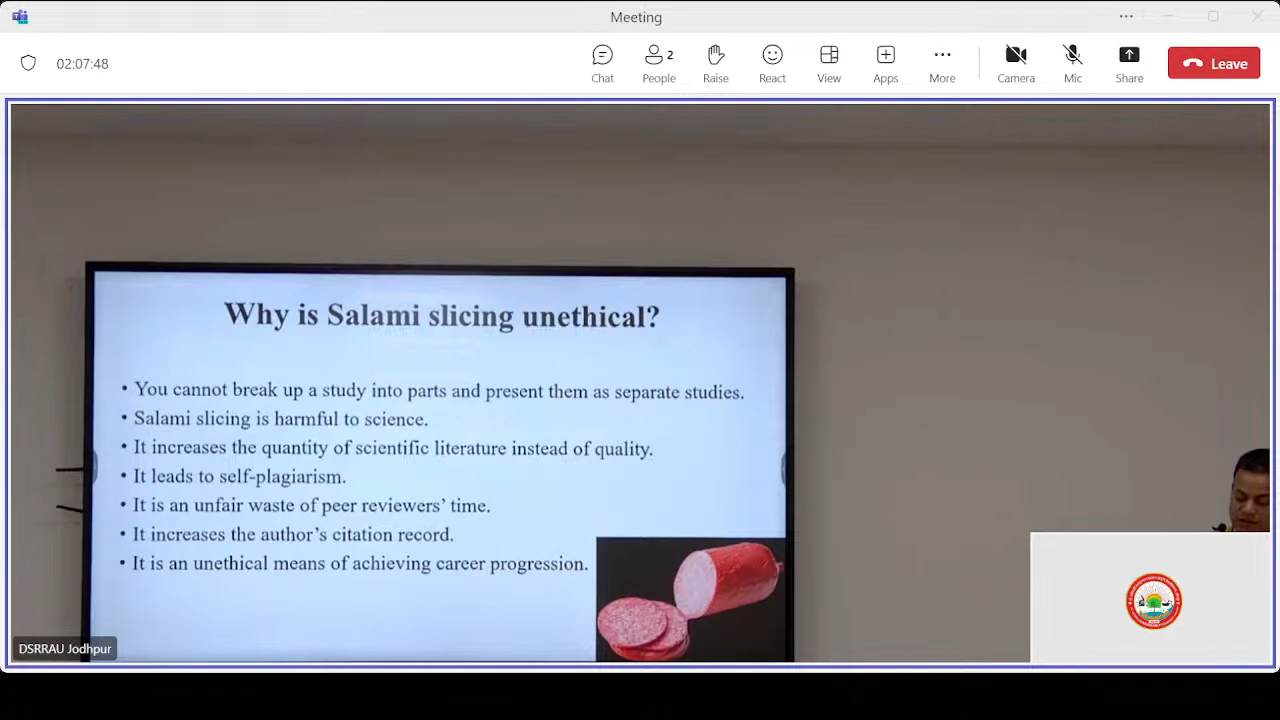 Meeting
02:07:48
Chat
People
2
Raise
React
View
Apps
More
Camera
Mic
Share
Leave
Why is Salami slicing unethical?
• You cannot break up a study into parts and present them as separate studies.
• Salami slicing is harmful to science.
• It increases the quantity of scientific literature instead of quality.
• It leads to self-plagiarism.
• It is an unfair waste of peer reviewers' time.
• It increases the author's citation record.
• It is an unethical means of achieving career progression.
DSRRAU Jodhpur